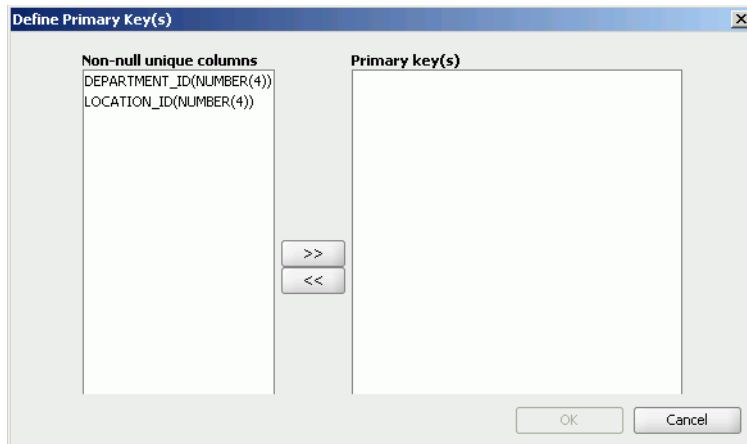 Define Primary Key(s)
Non-null unique columns
Primary key(s)
DEPARTMENT_ID(NUMBER(4))
LOCATION_ID(NUMBER(4))
>>
<<
OK
Cancel